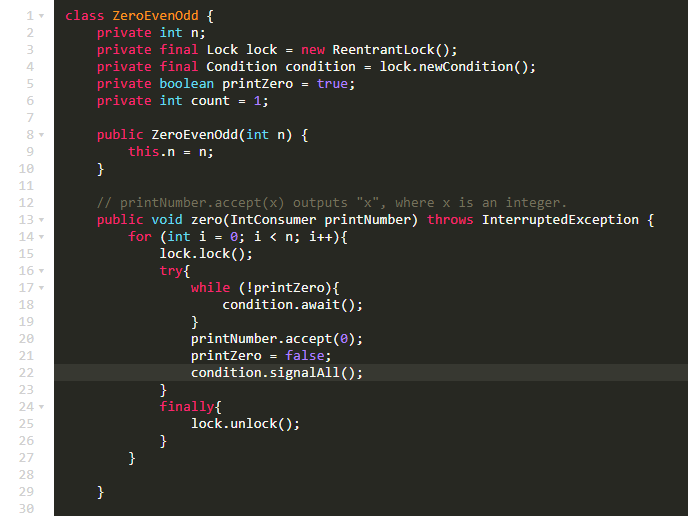 1 class ZeroEvenOdd {
2     private int n;
3     private final Lock lock = new ReentrantLock();
4     private final Condition condition = lock.newCondition();
5     private boolean printZero = true;
6     private int count = 1;
7
8     public ZeroEvenOdd(int n) {
9         this.n = n;
10     }
11
12     // printNumber.accept(x) outputs "x", where x is an integer.
13     public void zero(IntConsumer printNumber) throws InterruptedException {
14         for (int i = 0; i < n; i++){
15             lock.lock();
16             try{
17                 while (!printZero){
18                     condition.await();
19                 }
20                 printNumber.accept(0);
21                 printZero = false;
22                 condition.signalAll();
23             }
24             finally{
25                 lock.unlock();
26             }
27         }
28
29     }
30